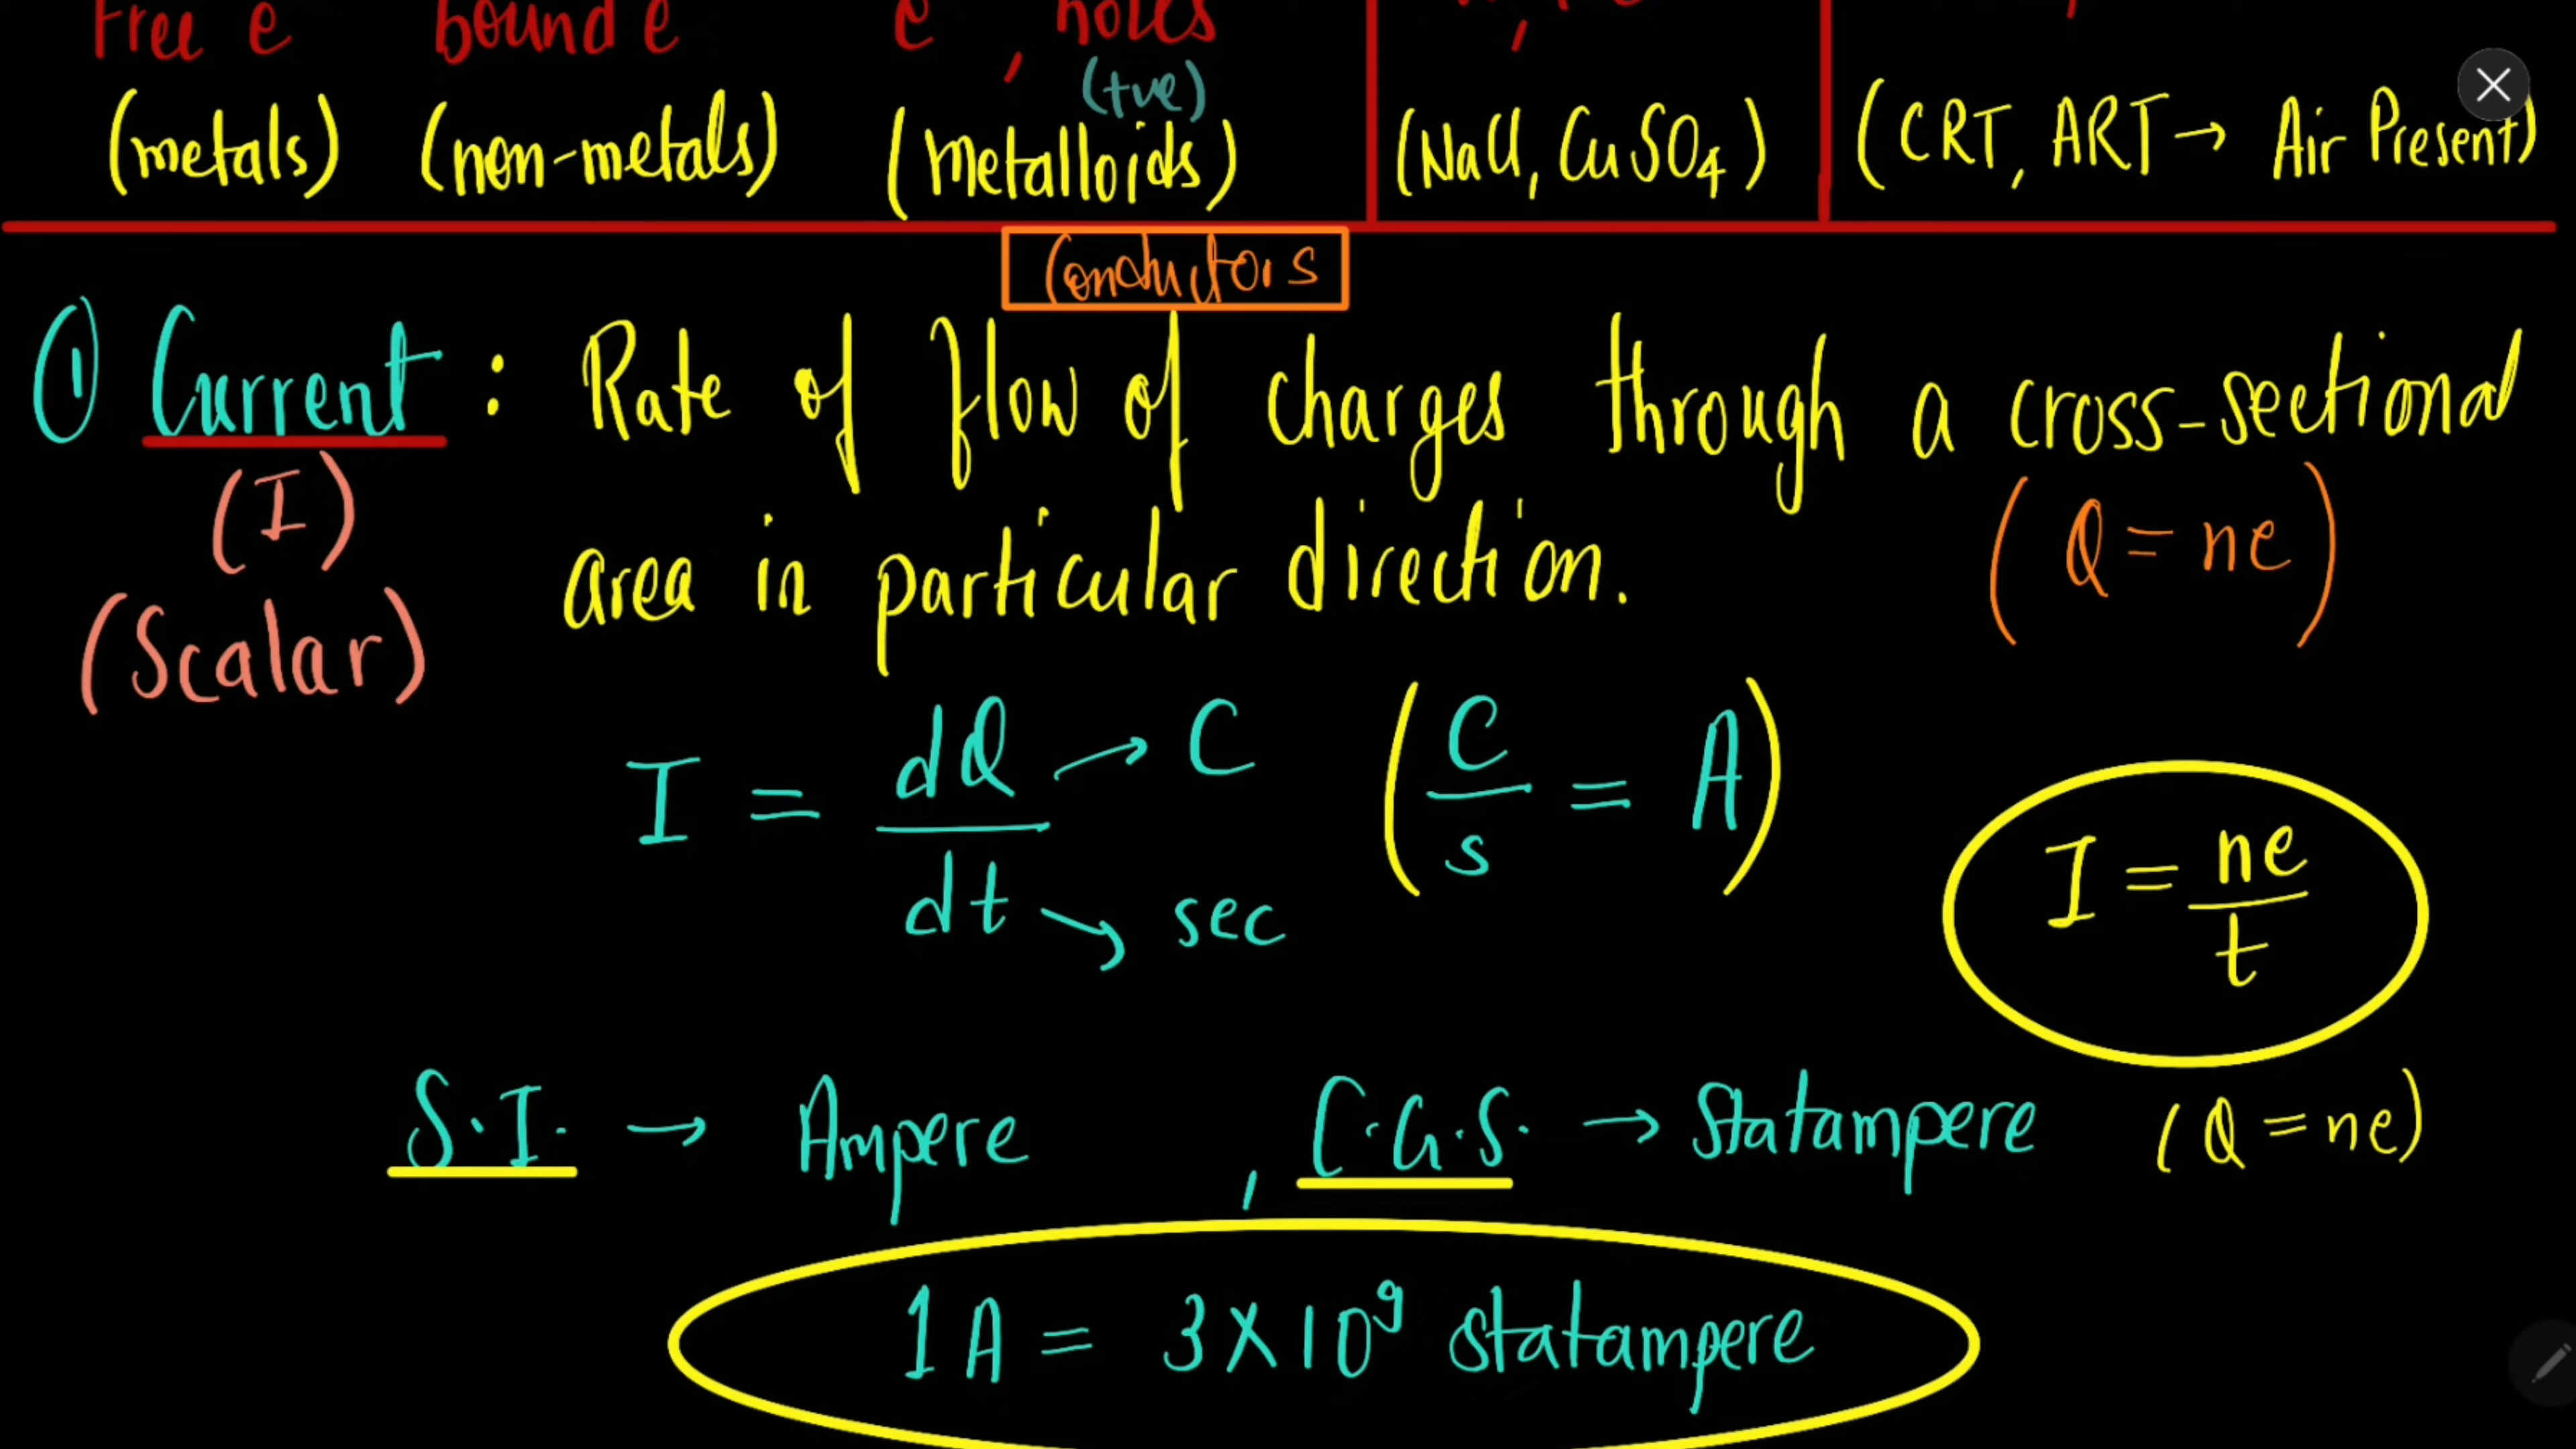 free e bound e e , holes
(+ve)
(metals) (non-metals) (Metalloids) (NaCl, CuSO₄) (CRT, ART → Air Present)
Conductors
① Current : Rate of flow of charges through a cross-sectional
(I) area in particular direction. (Q = ne)
(Scalar)
I = dQ/dt → C → sec (C/s = A)
I = ne/t
S.I. → Ampere , C.G.S. → Statampere (Q = ne)
1 A = 3 × 10⁹ statampere